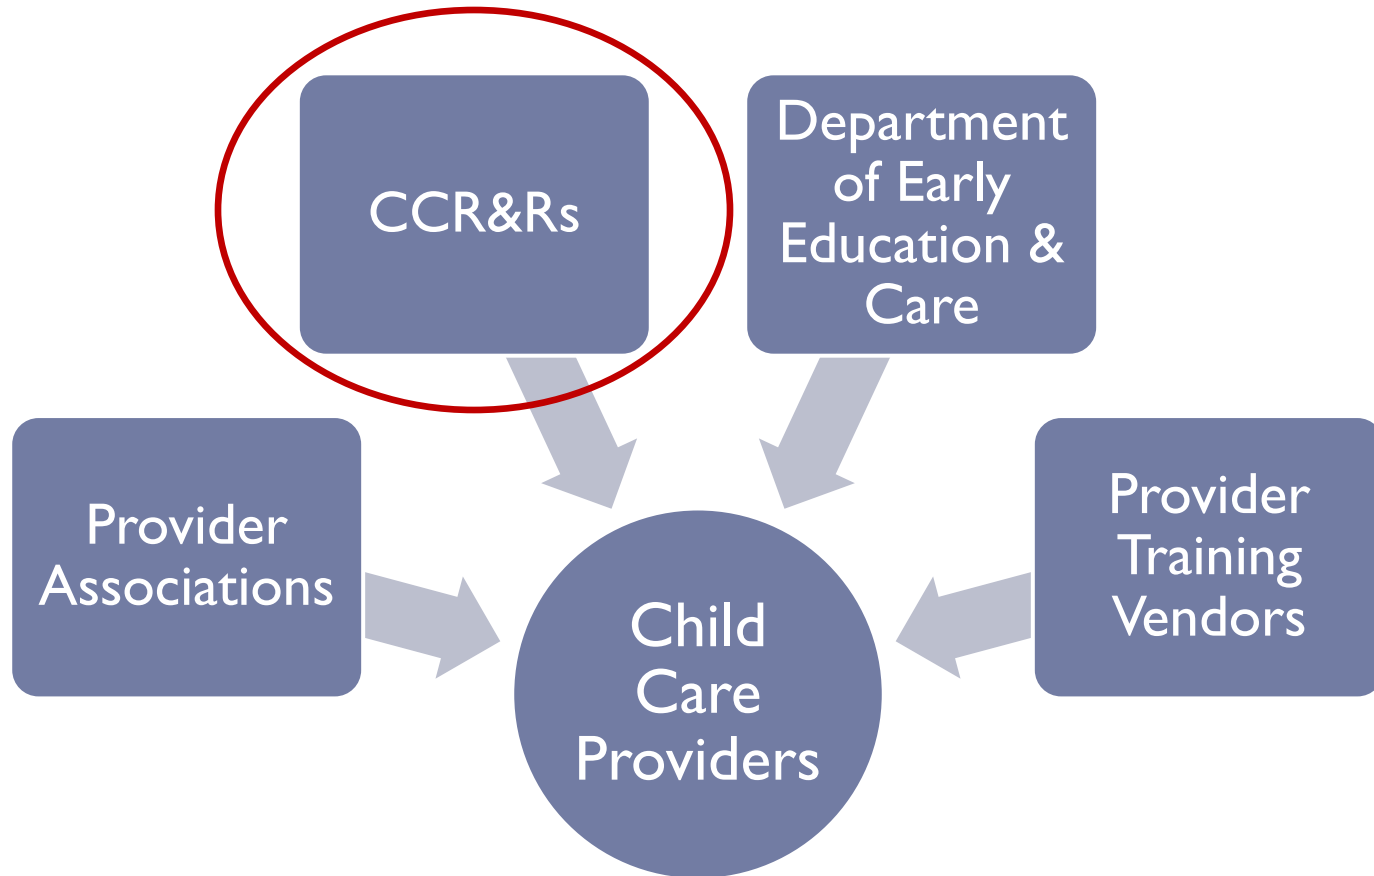 CCR&Rs
Department
of Early
Education &
Care
Provider
Associations
Provider
Training
Vendors
Child
Care
Providers